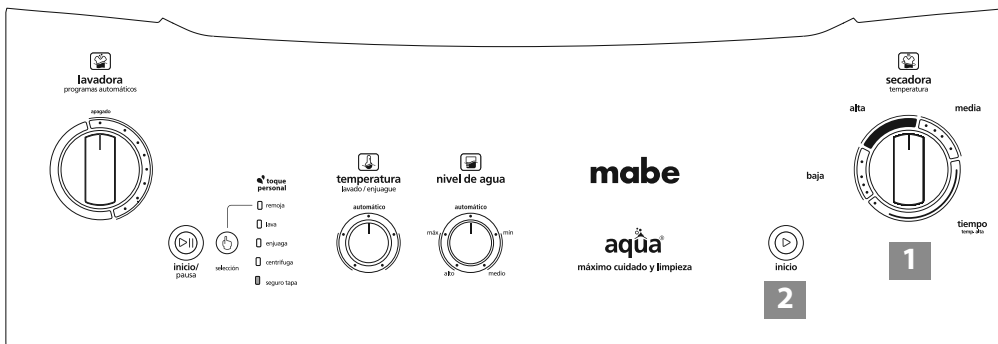 lavadora
programas automáticos
apagado
toque
personal
remoja
lava
enjuaga
centrifuga
seguro tapa
inicio/
pausa
selección
temperatura
lavado / enjuague
automático
nivel de agua
automático
máx
min
alto
medio
mabe
aqua®
máximo cuidado y limpieza
secadora
temperatura
alta
media
baja
tiempo
temp. alta
inicio
1
2